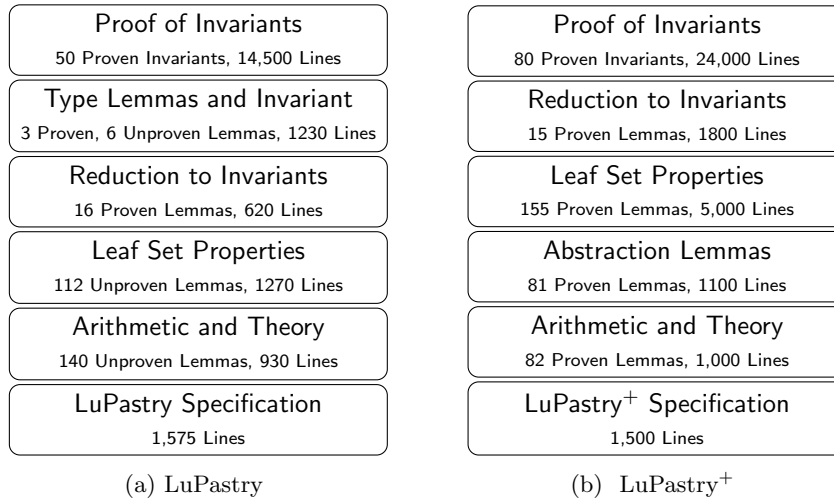 Proof of Invariants
50 Proven Invariants, 14,500 Lines
Type Lemmas and Invariant
3 Proven, 6 Unproven Lemmas, 1230 Lines
Reduction to Invariants
16 Proven Lemmas, 620 Lines
Leaf Set Properties
112 Unproven Lemmas, 1270 Lines
Arithmetic and Theory
140 Unproven Lemmas, 930 Lines
LuPastry Specification
1,575 Lines
(a) LuPastry
Proof of Invariants
80 Proven Invariants, 24,000 Lines
Reduction to Invariants
15 Proven Lemmas, 1800 Lines
Leaf Set Properties
155 Proven Lemmas, 5,000 Lines
Abstraction Lemmas
81 Proven Lemmas, 1100 Lines
Arithmetic and Theory
82 Proven Lemmas, 1,000 Lines
LuPastry⁺ Specification
1,500 Lines
(b) LuPastry⁺